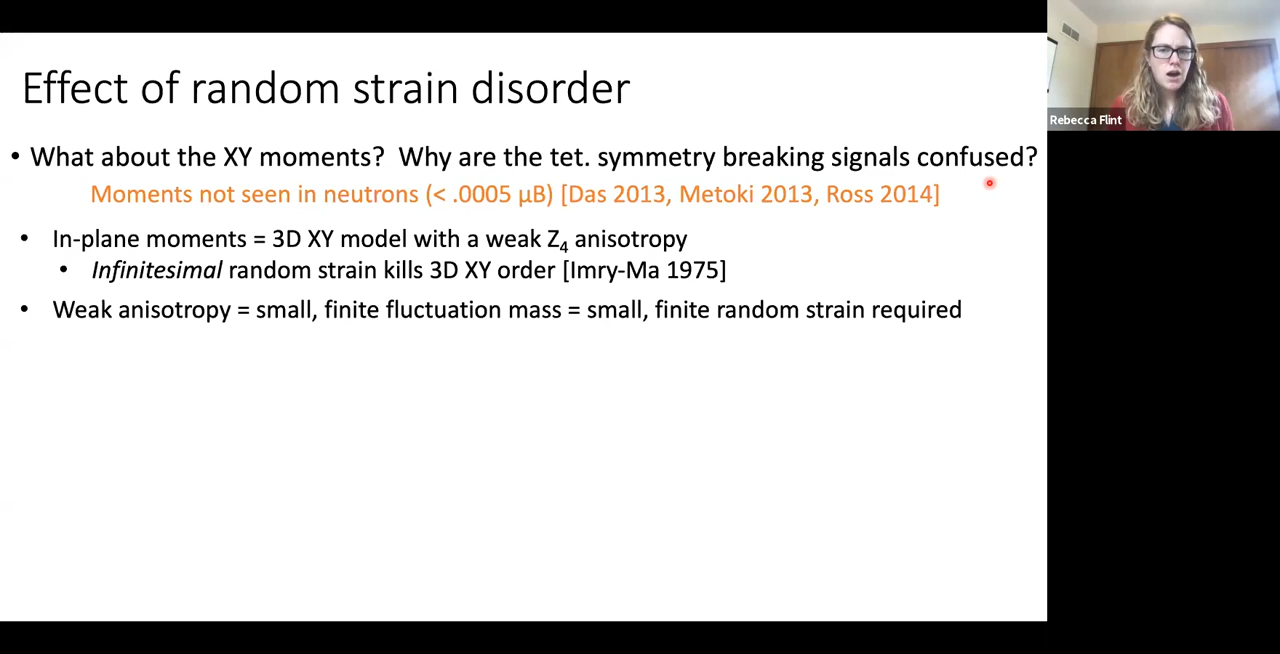 Effect of random strain disorder
Rebecca Flint
• What about the XY moments? Why are the tet. symmetry breaking signals confused?
Moments not seen in neutrons (< .0005 μB) [Das 2013, Metoki 2013, Ross 2014]
• In-plane moments = 3D XY model with a weak Z₄ anisotropy
• Infinitesimal random strain kills 3D XY order [Imry-Ma 1975]
• Weak anisotropy = small, finite fluctuation mass = small, finite random strain required